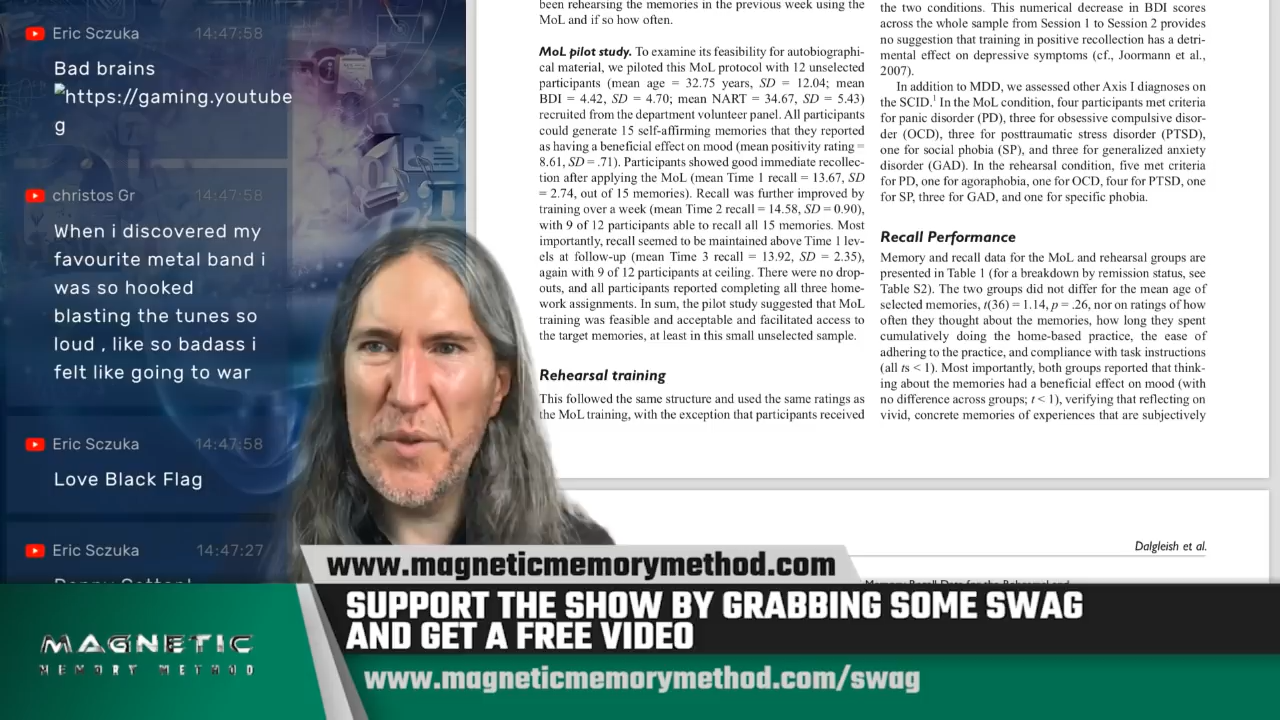 Eric Sczuka 14:47:58
Bad brains
https://gaming.youtube
g
christos Gr 14:47:58
When i discovered my
favourite metal band i
was so hooked
blasting the tunes so
loud , like so badass i
felt like going to war
Eric Sczuka 14:47:58
Love Black Flag
Eric Sczuka 14:47:27
been rehearsing the memories in the previous week using the
MoL and if so how often.
MoL pilot study. To examine its feasibility for autobiographi-
cal material, we piloted this MoL protocol with 12 unselected
participants (mean age = 32.75 years, SD = 12.04; mean
BDI = 4.42, SD = 4.70; mean NART = 34.67, SD = 5.43)
recruited from the department volunteer panel. All participants
could generate 15 self-affirming memories that they reported
as having a beneficial effect on mood (mean positivity rating =
8.61, SD = .71). Participants showed good immediate recollec-
tion after applying the MoL (mean Time 1 recall = 13.67, SD
= 2.74, out of 15 memories). Recall was further improved by
training over a week (mean Time 2 recall = 14.58, SD = 0.90),
with 9 of 12 participants able to recall all 15 memories. Most
importantly, recall seemed to be maintained above Time 1 lev-
els at follow-up (mean Time 3 recall = 13.92, SD = 2.35),
again with 9 of 12 participants at ceiling. There were no drop-
outs, and all participants reported completing all three home-
work assignments. In sum, the pilot study suggested that MoL
training was feasible and acceptable and facilitated access to
the target memories, at least in this small unselected sample.
Rehearsal training
This followed the same structure and used the same ratings as
the MoL training, with the exception that participants received
the two conditions. This numerical decrease in BDI scores
across the whole sample from Session 1 to Session 2 provides
no suggestion that training in positive recollection has a detri-
mental effect on depressive symptoms (cf., Joormann et al.,
2007).
In addition to MDD, we assessed other Axis I diagnoses on
the SCID.1 In the MoL condition, four participants met criteria
for panic disorder (PD), three for obsessive compulsive disor-
der (OCD), three for posttraumatic stress disorder (PTSD),
one for social phobia (SP), and three for generalized anxiety
disorder (GAD). In the rehearsal condition, five met criteria
for PD, one for agoraphobia, one for OCD, four for PTSD, one
for SP, three for GAD, and one for specific phobia.
Recall Performance
Memory and recall data for the MoL and rehearsal groups are
presented in Table 1 (for a breakdown by remission status, see
Table S2). The two groups did not differ for the mean age of
selected memories, t(36) = 1.14, p = .26, nor on ratings of how
often they thought about the memories, how long they spent
cumulatively doing the home-based practice, the ease of
adhering to the practice, and compliance with task instructions
(all ts < 1). Most importantly, both groups reported that think-
ing about the memories had a beneficial effect on mood (with
no difference across groups; t < 1), verifying that reflecting on
vivid, concrete memories of experiences that are subjectively
Dalgleish et al.
www.magneticmemorymethod.com
SUPPORT THE SHOW BY GRABBING SOME SWAG
AND GET A FREE VIDEO
www.magneticmemorymethod.com/swag
MAGNETIC
MEMORY METHOD